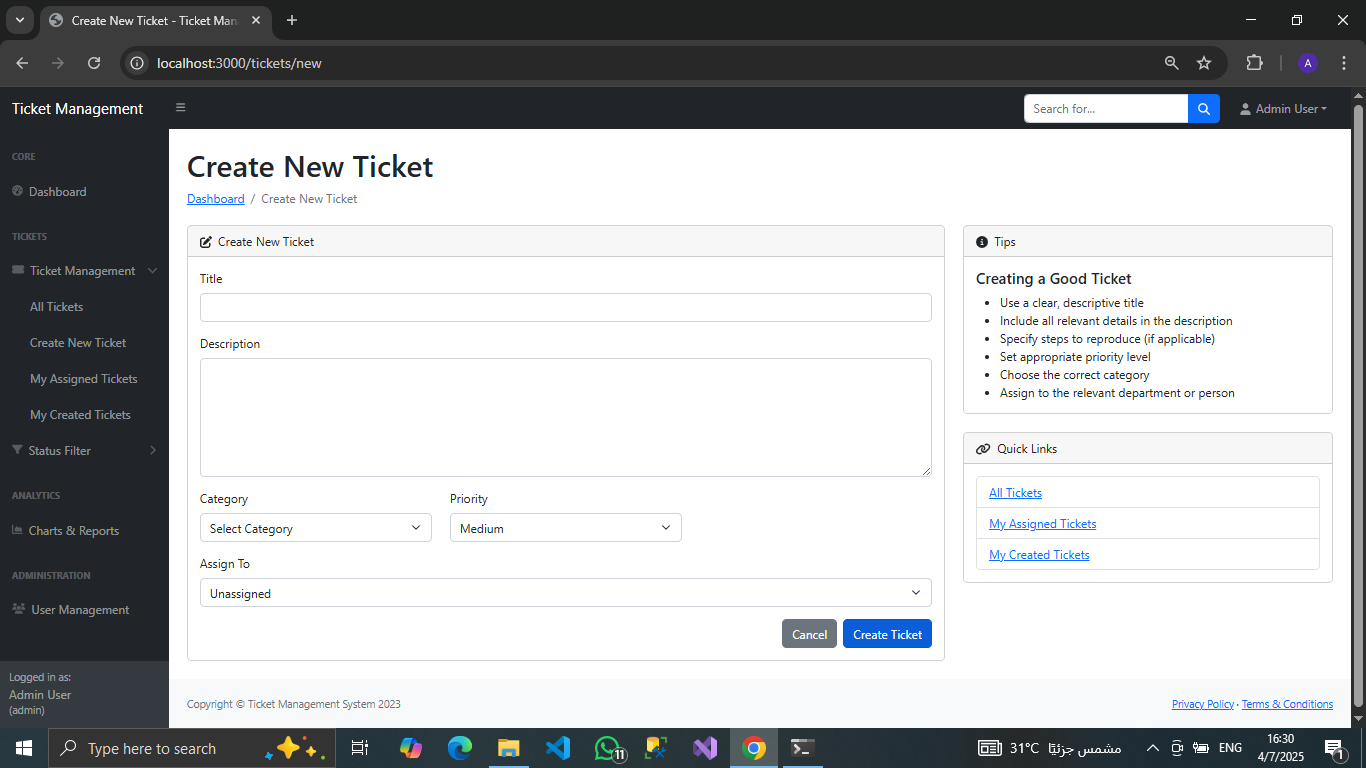 Create New Ticket - Ticket Man
localhost:3000/tickets/new
A
Ticket Management
Search for...
Admin User
CORE
Dashboard
TICKETS
Ticket Management
All Tickets
Create New Ticket
My Assigned Tickets
My Created Tickets
Status Filter
ANALYTICS
Charts & Reports
ADMINISTRATION
User Management
Logged in as:
Admin User
(admin)
Create New Ticket
Dashboard / Create New Ticket
Create New Ticket
Title
Description
Category
Priority
Select Category
Medium
Assign To
Unassigned
Cancel
Create Ticket
Tips
Creating a Good Ticket
• Use a clear, descriptive title
• Include all relevant details in the description
• Specify steps to reproduce (if applicable)
• Set appropriate priority level
• Choose the correct category
• Assign to the relevant department or person
Quick Links
All Tickets
My Assigned Tickets
My Created Tickets
Copyright © Ticket Management System 2023
Privacy Policy · Terms & Conditions
Type here to search
11
31°C مشمس جزئيًا
ENG
16:30
4/7/2025
1